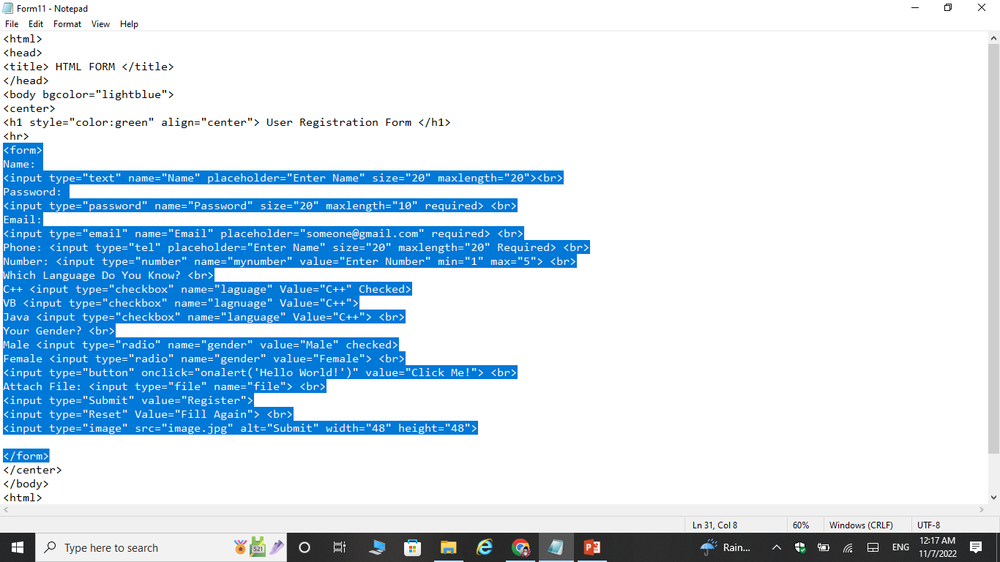 Form11 - Notepad
File Edit Format View Help
<html>
<head>
<title> HTML FORM </title>
</head>
<body bgcolor="lightblue">
<center>
<h1 style="color:green" align="center"> User Registration Form </h1>
<hr>
<form>
Name:
<input type="text" name="Name" placeholder="Enter Name" size="20" maxlength="20"><br>
Password:
<input type="password" name="Password" size="20" maxlength="10" required> <br>
Email:
<input type="email" name="Email" placeholder="someone@gmail.com" required> <br>
Phone: <input type="tel" placeholder="Enter Name" size="20" maxlength="20" Required> <br>
Number: <input type="number" name="mynumber" value="Enter Number" min="1" max="5"> <br>
Which Language Do You Know? <br>
C++ <input type="checkbox" name="laguage" Value="C++" Checked>
VB <input type="checkbox" name="lagnuage" Value="C++">
Java <input type="checkbox" name="language" Value="C++"> <br>
Your Gender? <br>
Male <input type="radio" name="gender" value="Male" checked>
Female <input type="radio" name="gender" value="Female"> <br>
<input type="button" onclick="onalert('Hello World!')" value="Click Me!"> <br>
Attach File: <input type="file" name="file"> <br>
<input type="Submit" value="Register">
<input type="Reset" Value="Fill Again"> <br>
<input type="image" src="image.jpg" alt="Submit" width="48" height="48">
</form>
</center>
</body>
<html>
Ln 31, Col 8 60% Windows (CRLF) UTF-8
Type here to search 521 Rain... ENG 12:17 AM
11/7/2022